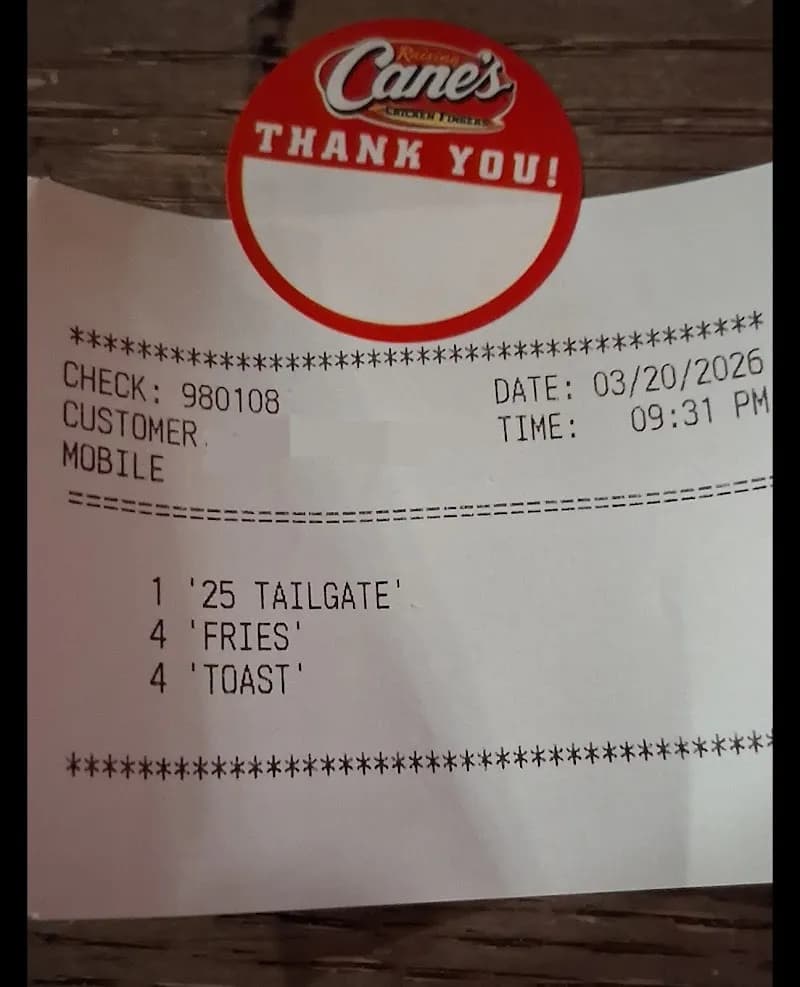 Raising
Cane's
CHICKEN FINGERS
THANK YOU!
******************************************
CHECK: 980108 DATE: 03/20/2026
CUSTOMER TIME: 09:31 PM
MOBILE
==========================================
1 '25 TAILGATE'
4 'FRIES'
4 'TOAST'
******************************************